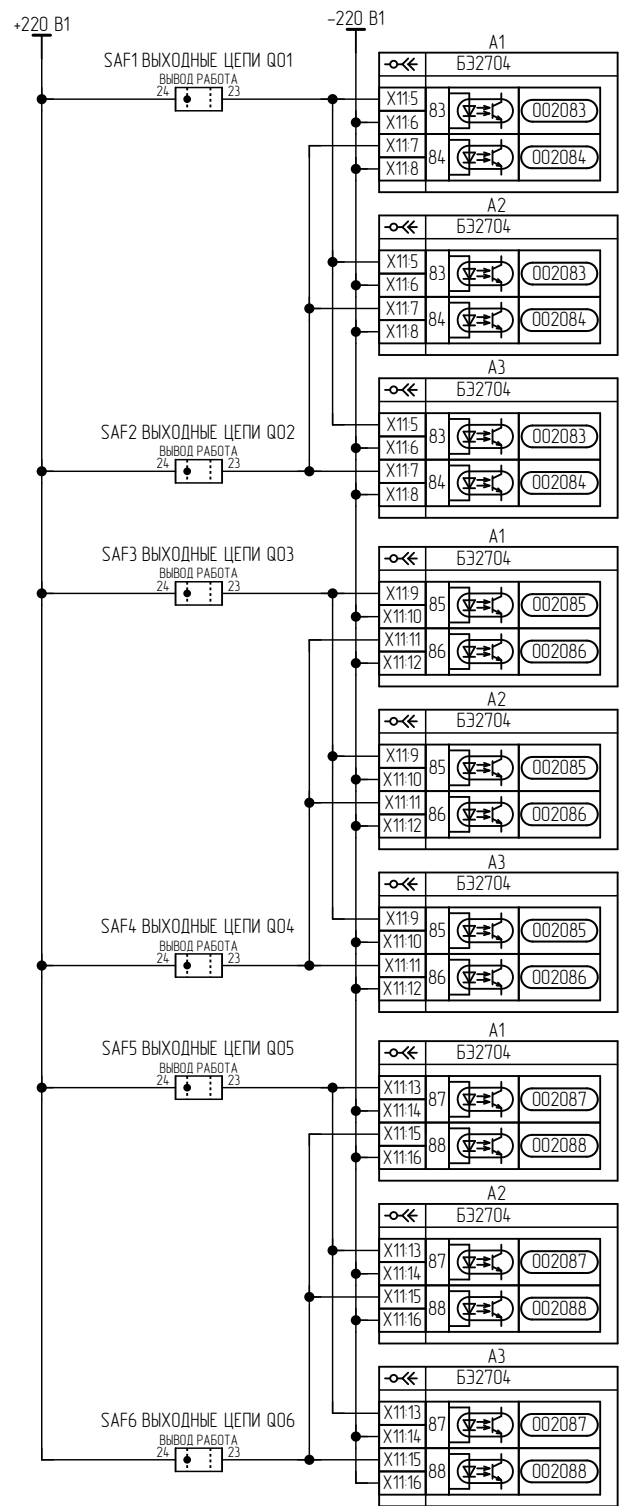 +220 В1
-220 В1
SAF1 ВЫХОДНЫЕ ЦЕПИ Q01
ВЫВОД РАБОТА
24 23
A1
БЭ2704
X11:5
X11:6
83
002083
X11:7
X11:8
84
002084
A2
БЭ2704
X11:5
X11:6
83
002083
X11:7
X11:8
84
002084
A3
БЭ2704
X11:5
X11:6
83
002083
SAF2 ВЫХОДНЫЕ ЦЕПИ Q02
ВЫВОД РАБОТА
24 23
X11:7
X11:8
84
002084
SAF3 ВЫХОДНЫЕ ЦЕПИ Q03
ВЫВОД РАБОТА
24 23
A1
БЭ2704
X11:9
X11:10
85
002085
X11:11
X11:12
86
002086
A2
БЭ2704
X11:9
X11:10
85
002085
X11:11
X11:12
86
002086
A3
БЭ2704
X11:9
X11:10
85
002085
SAF4 ВЫХОДНЫЕ ЦЕПИ Q04
ВЫВОД РАБОТА
24 23
X11:11
X11:12
86
002086
SAF5 ВЫХОДНЫЕ ЦЕПИ Q05
ВЫВОД РАБОТА
24 23
A1
БЭ2704
X11:13
X11:14
87
002087
X11:15
X11:16
88
002088
A2
БЭ2704
X11:13
X11:14
87
002087
X11:15
X11:16
88
002088
A3
БЭ2704
X11:13
X11:14
87
002087
SAF6 ВЫХОДНЫЕ ЦЕПИ Q06
ВЫВОД РАБОТА
24 23
X11:15
X11:16
88
002088